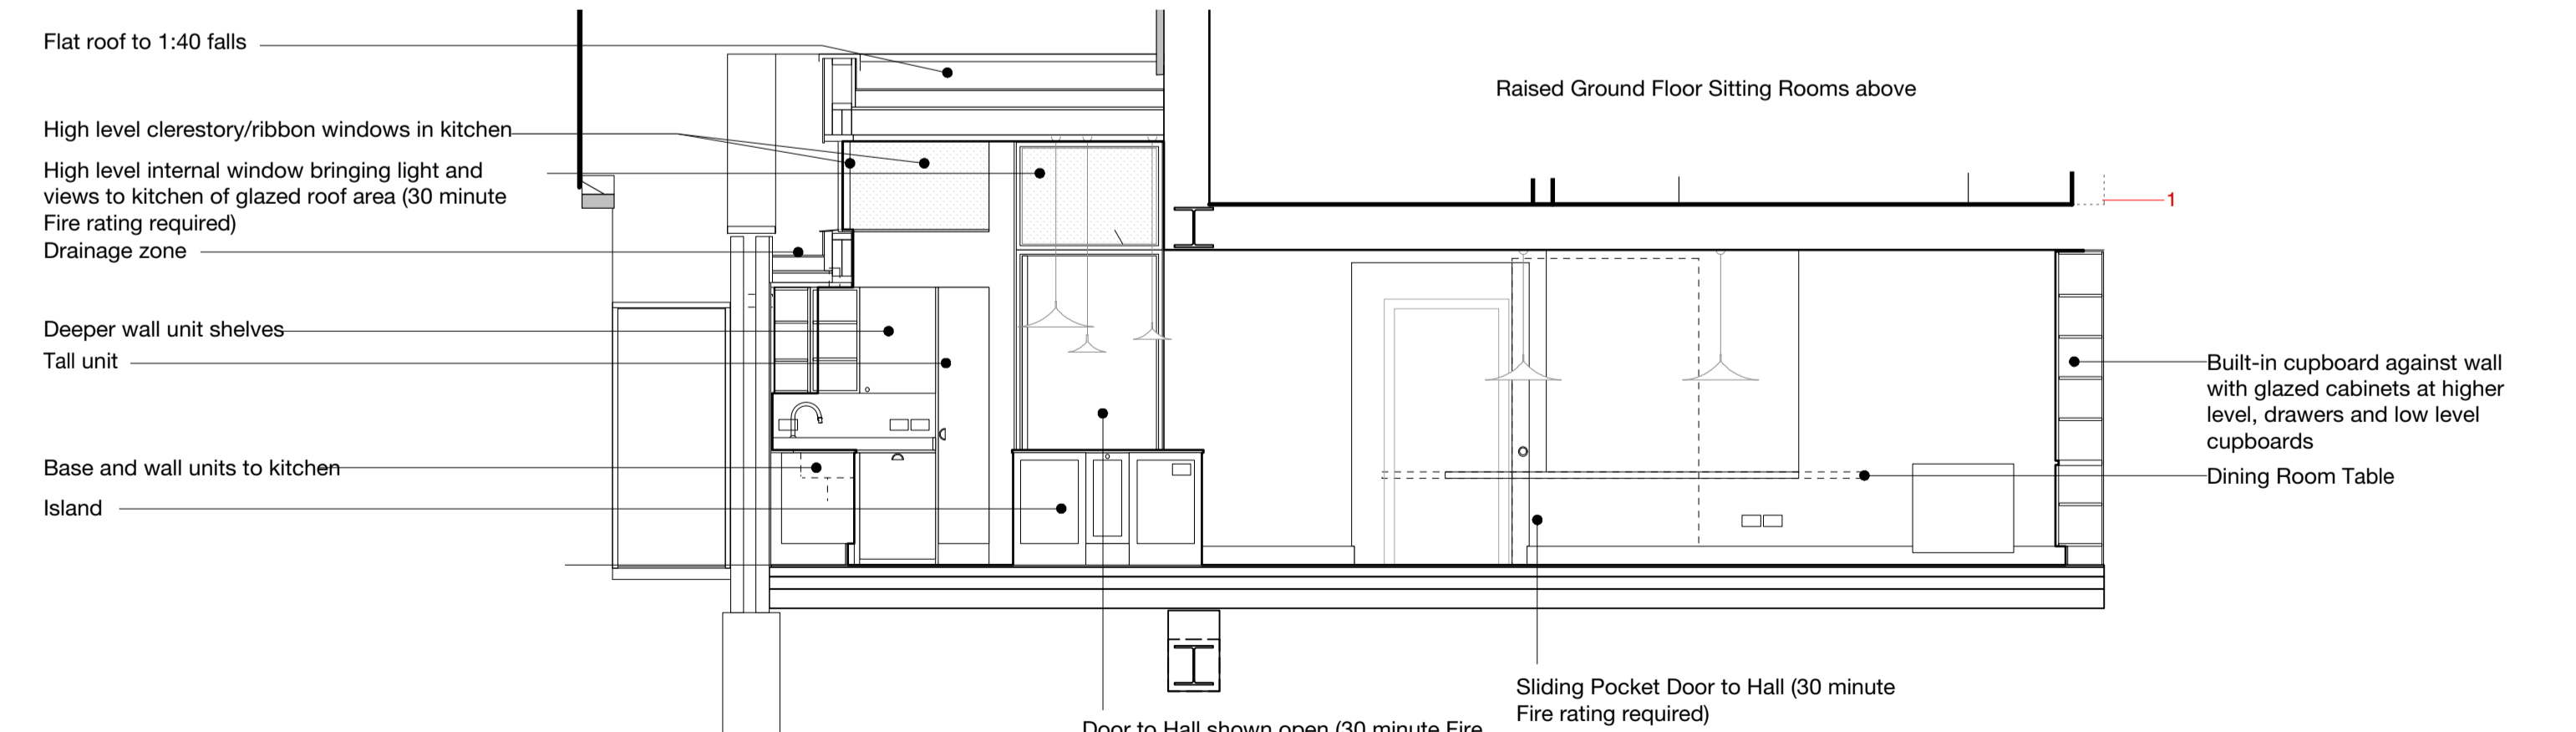 Flat roof to 1:40 falls
Raised Ground Floor Sitting Rooms above
High level clerestory/ribbon windows in kitchen
High level internal window bringing light and
views to kitchen of glazed roof area (30 minute
Fire rating required)
1
Drainage zone
Deeper wall unit shelves
Tall unit
Built-in cupboard against wall
with glazed cabinets at higher
level, drawers and low level
cupboards
Base and wall units to kitchen
Dining Room Table
Island
Sliding Pocket Door to Hall (30 minute
Fire rating required)
Door to Hall shown open (30 minute Fire